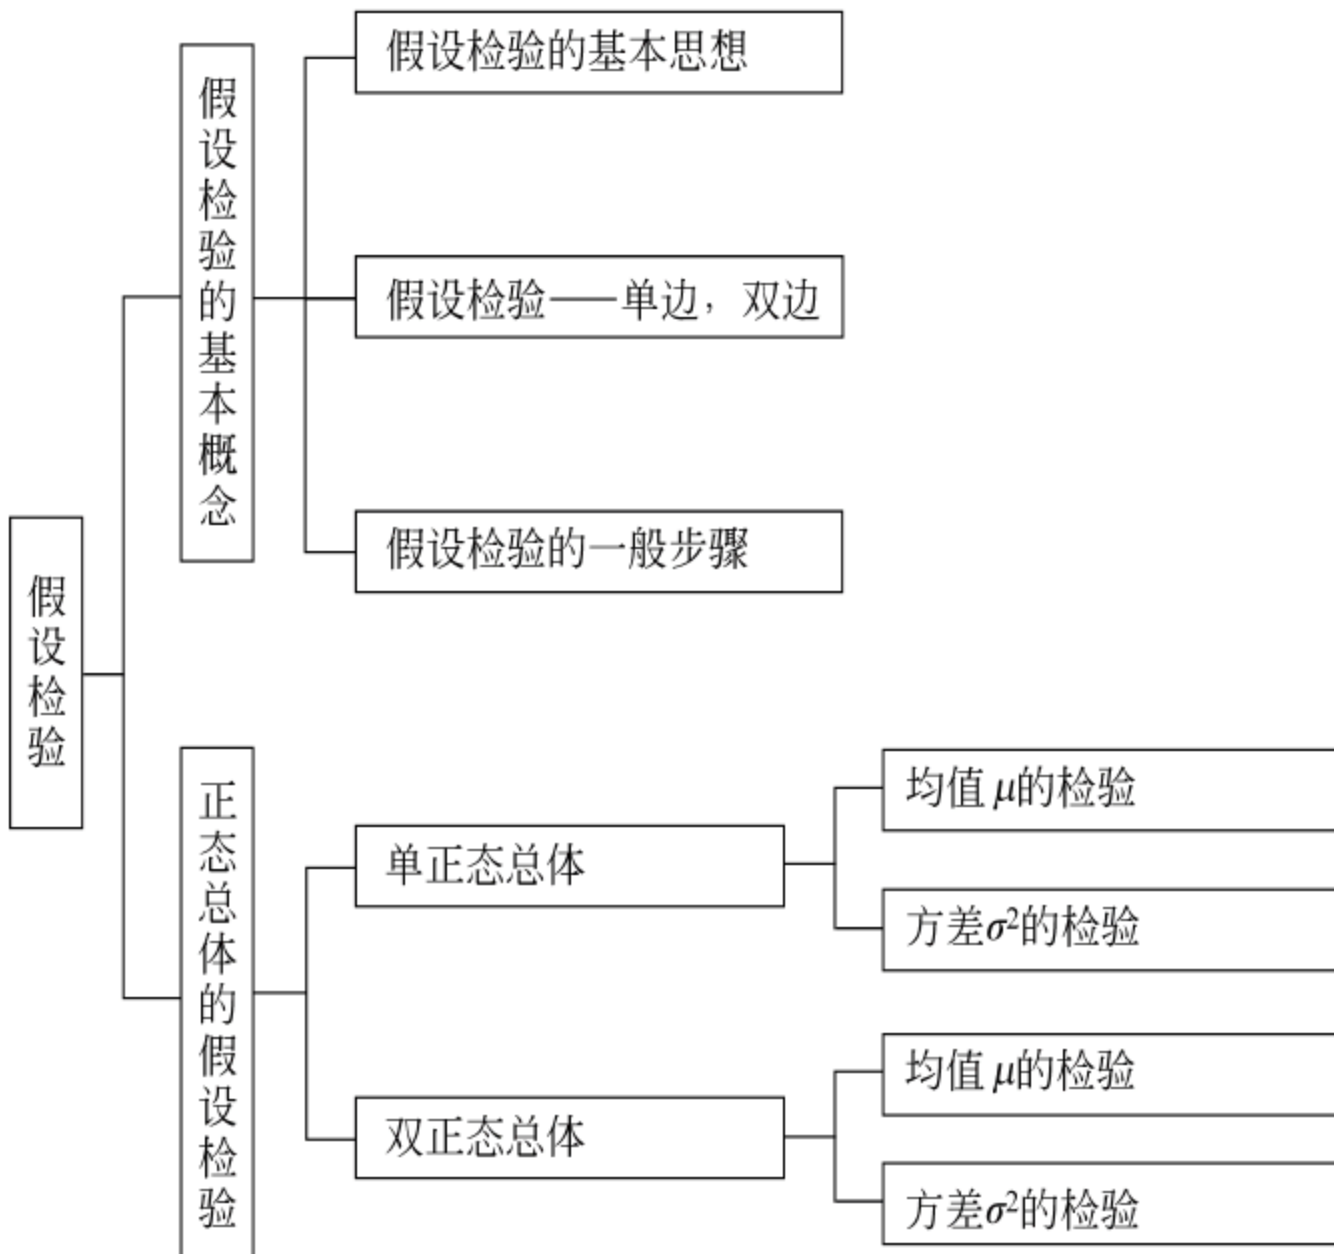 假设检验
假设检验的基本概念
假设检验的基本思想
假设检验——单边，双边
假设检验的一般步骤
正态总体的假设检验
单正态总体
均值 μ的检验
方差σ²的检验
双正态总体
均值 μ的检验
方差σ²的检验